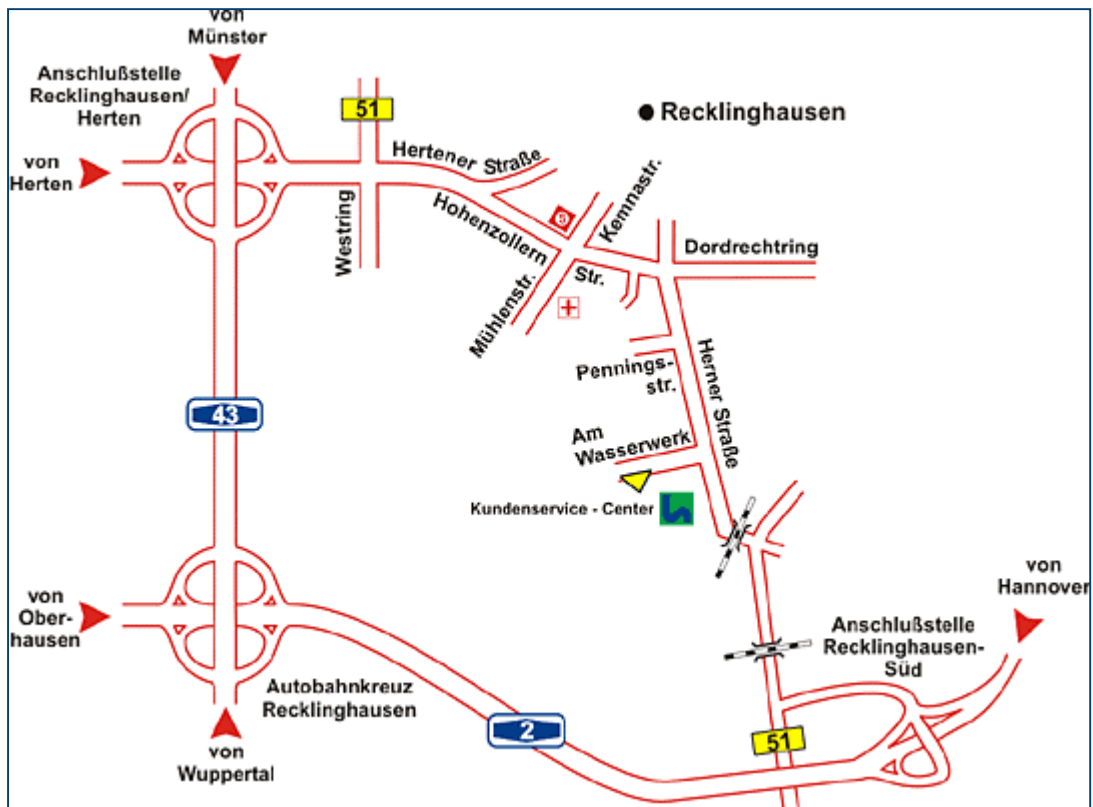 von
Münster
Anschlußstelle
Recklinghausen/
Herten
51
Recklinghausen
von
Herten
Hertener Straße
Kemnastr.
Westring
Hohenzollern
Str.
Dordrechtring
Mühlenstr.
S
Pennings-
str.
Herner Straße
43
Am
Wasserwerk
Kundenservice - Center
von
Hannover
von
Ober-
hausen
Anschlußstelle
Recklinghausen-
Süd
Autobahnkreuz
Recklinghausen
2
51
von
Wuppertal